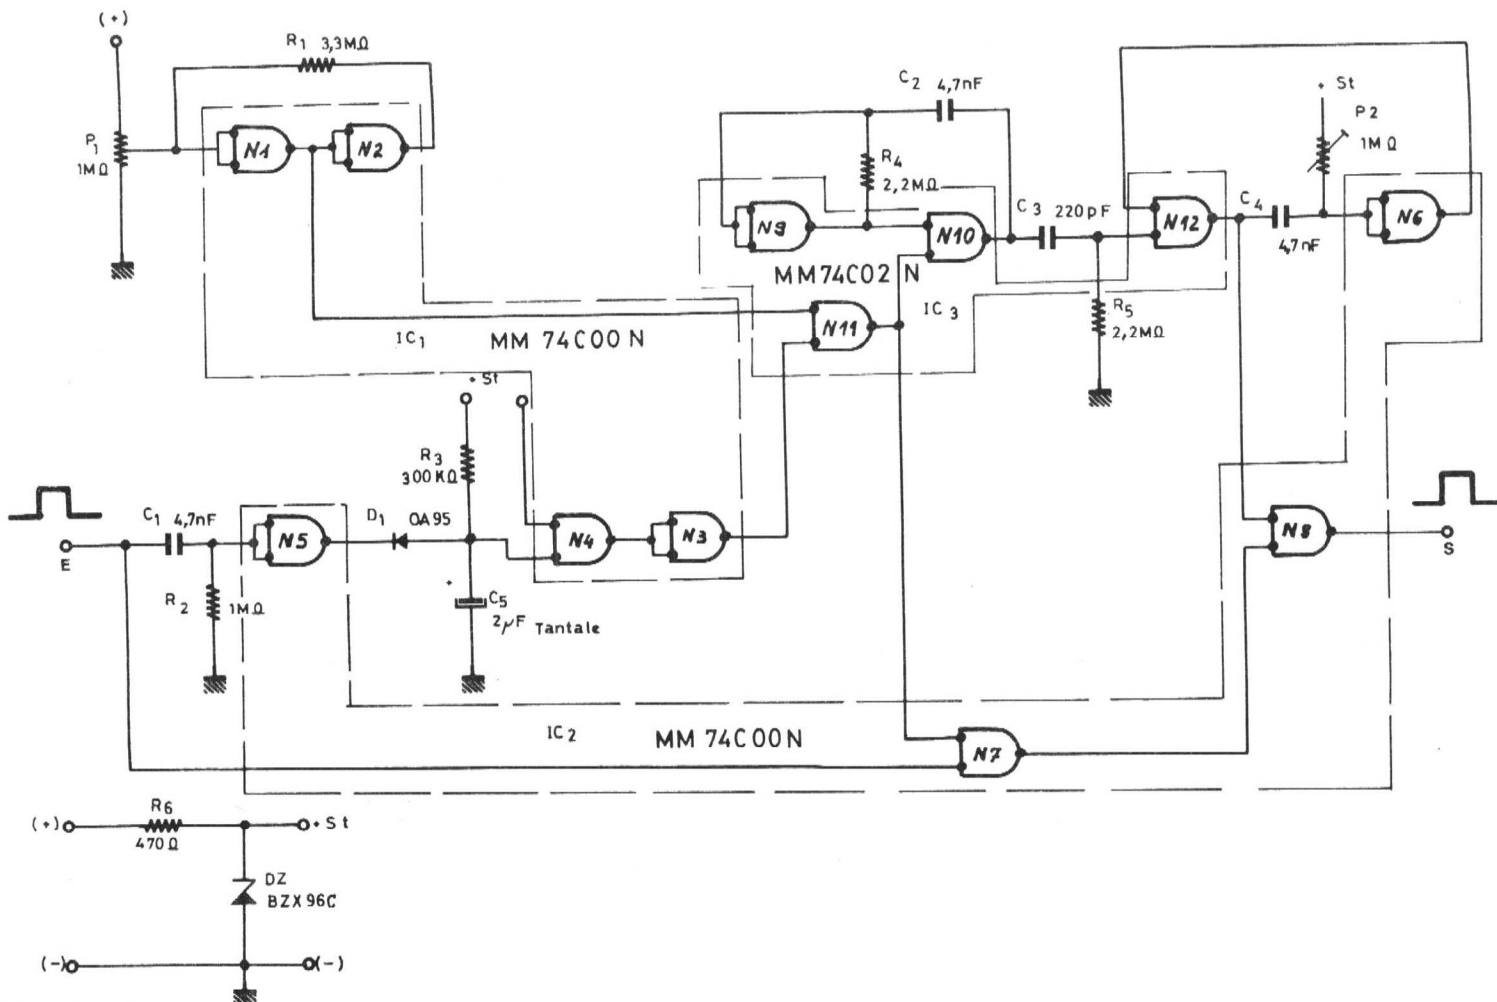 (+)
R1 3,3MΩ
P1
1MΩ
N1
N2
C2 4,7nF
R4
2,2MΩ
N9
N10
MM74C02 N
C3 220pF
N12
C4
4,7nF
+ St
P2
1MΩ
N6
R5
2,2MΩ
N11
IC3
IC1
MM 74C00 N
+ St
R3
300KΩ
E
C1 4,7nF
R2 1MΩ
N5
D1 OA95
N4
N3
C5
+
2µF Tantale
N8
S
IC2
MM 74C00N
N7
(+)
R6
470Ω
+ St
DZ
BZX96C
(-)
(-)